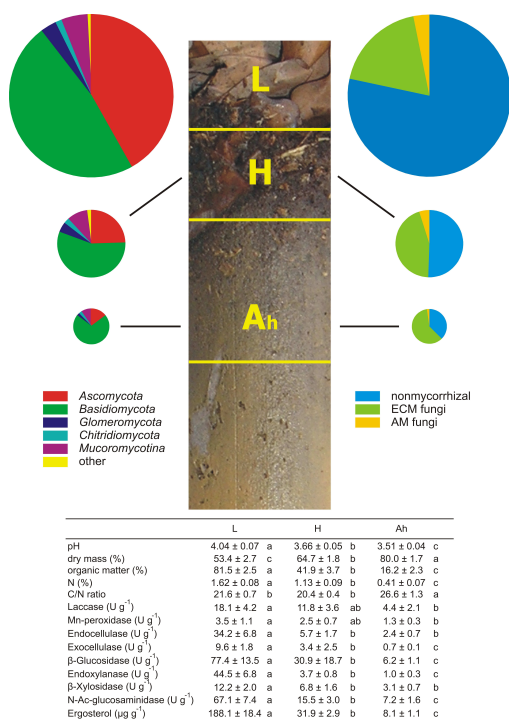 L
H
Ah
Ascomycota
Basidiomycota
Glomeromycota
Chitridiomycota
Mucoromycotina
other
nonmycorrhizal
ECM fungi
AM fungi
L H Ah
pH 4.04 ± 0.07 a 3.66 ± 0.05 b 3.51 ± 0.04 c
dry mass (%) 53.4 ± 2.7 c 64.7 ± 1.8 b 80.0 ± 1.7 a
organic matter (%) 81.5 ± 2.5 a 41.9 ± 3.7 b 16.2 ± 2.3 c
N (%) 1.62 ± 0.08 a 1.13 ± 0.09 b 0.41 ± 0.07 c
C/N ratio 21.6 ± 0.7 b 20.4 ± 0.4 b 26.6 ± 1.3 a
Laccase (U g⁻¹) 18.1 ± 4.2 a 11.8 ± 3.6 ab 4.4 ± 2.1 b
Mn-peroxidase (U g⁻¹) 3.5 ± 1.1 a 2.5 ± 0.7 ab 1.3 ± 0.3 b
Endocellulase (U g⁻¹) 34.2 ± 6.8 a 5.7 ± 1.7 b 2.4 ± 0.7 b
Exocellulase (U g⁻¹) 9.6 ± 1.8 a 3.4 ± 2.5 b 0.7 ± 0.1 c
β-Glucosidase (U g⁻¹) 77.4 ± 13.5 a 30.9 ± 18.7 b 6.2 ± 1.1 c
Endoxylanase (U g⁻¹) 44.5 ± 6.8 a 3.7 ± 0.8 b 1.0 ± 0.3 c
β-Xylosidase (U g⁻¹) 12.2 ± 2.0 a 6.8 ± 1.6 b 3.1 ± 0.7 b
N-Ac-glucosaminidase (U g⁻¹) 67.1 ± 7.4 a 15.5 ± 3.0 b 7.2 ± 1.6 c
Ergosterol (μg g⁻¹) 188.1 ± 18.4 a 31.9 ± 2.9 b 8.1 ± 1.1 c